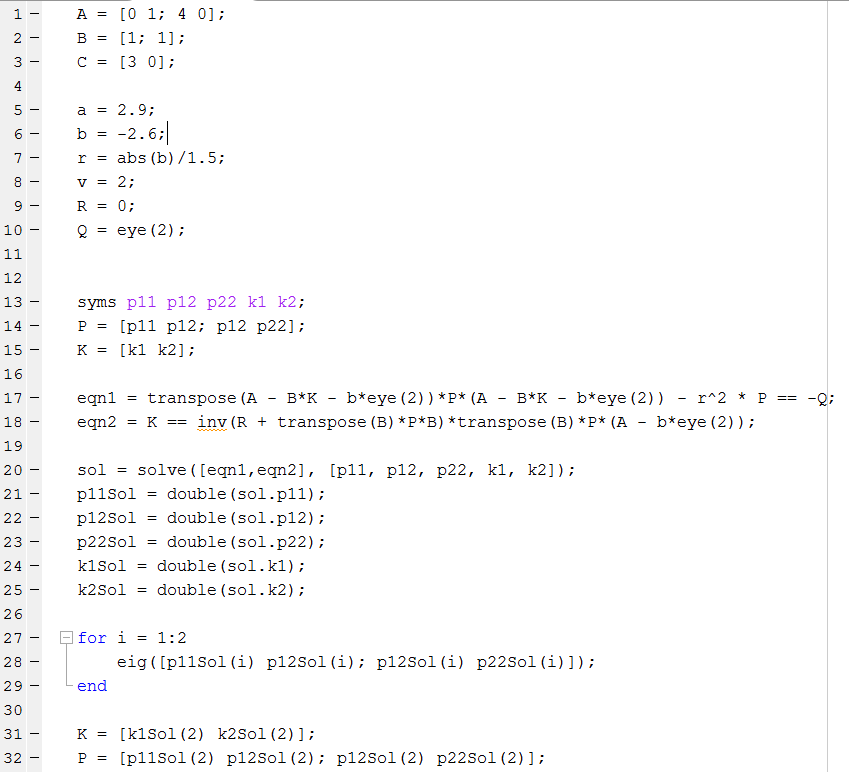 1 – A = [0 1; 4 0];
2 – B = [1; 1];
3 – C = [3 0];
4
5 – a = 2.9;
6 – b = -2.6;
7 – r = abs(b)/1.5;
8 – v = 2;
9 – R = 0;
10 – Q = eye(2);
11
12
13 – syms p11 p12 p22 k1 k2;
14 – P = [p11 p12; p12 p22];
15 – K = [k1 k2];
16
17 – eqn1 = transpose(A - B*K - b*eye(2))*P*(A - B*K - b*eye(2)) - r^2 * P == -Q;
18 – eqn2 = K == inv(R + transpose(B)*P*B)*transpose(B)*P*(A - b*eye(2));
19
20 – sol = solve([eqn1,eqn2], [p11, p12, p22, k1, k2]);
21 – p11Sol = double(sol.p11);
22 – p12Sol = double(sol.p12);
23 – p22Sol = double(sol.p22);
24 – k1Sol = double(sol.k1);
25 – k2Sol = double(sol.k2);
26
27 – for i = 1:2
28 – eig([p11Sol(i) p12Sol(i); p12Sol(i) p22Sol(i)]);
29 – end
30
31 – K = [k1Sol(2) k2Sol(2)];
32 – P = [p11Sol(2) p12Sol(2); p12Sol(2) p22Sol(2)];